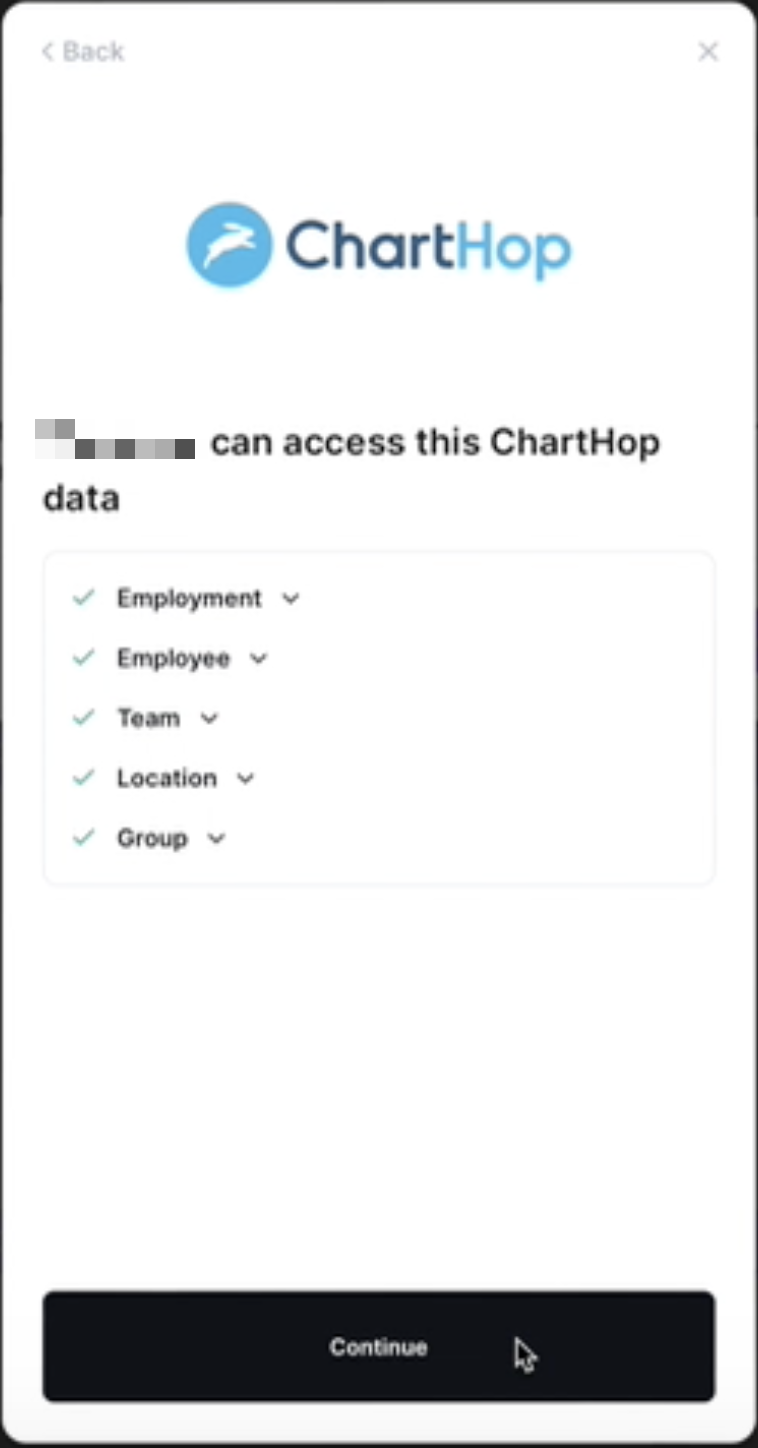 Back
ChartHop
can access this ChartHop
data
Employment
Employee
Team
Location
Group
Continue